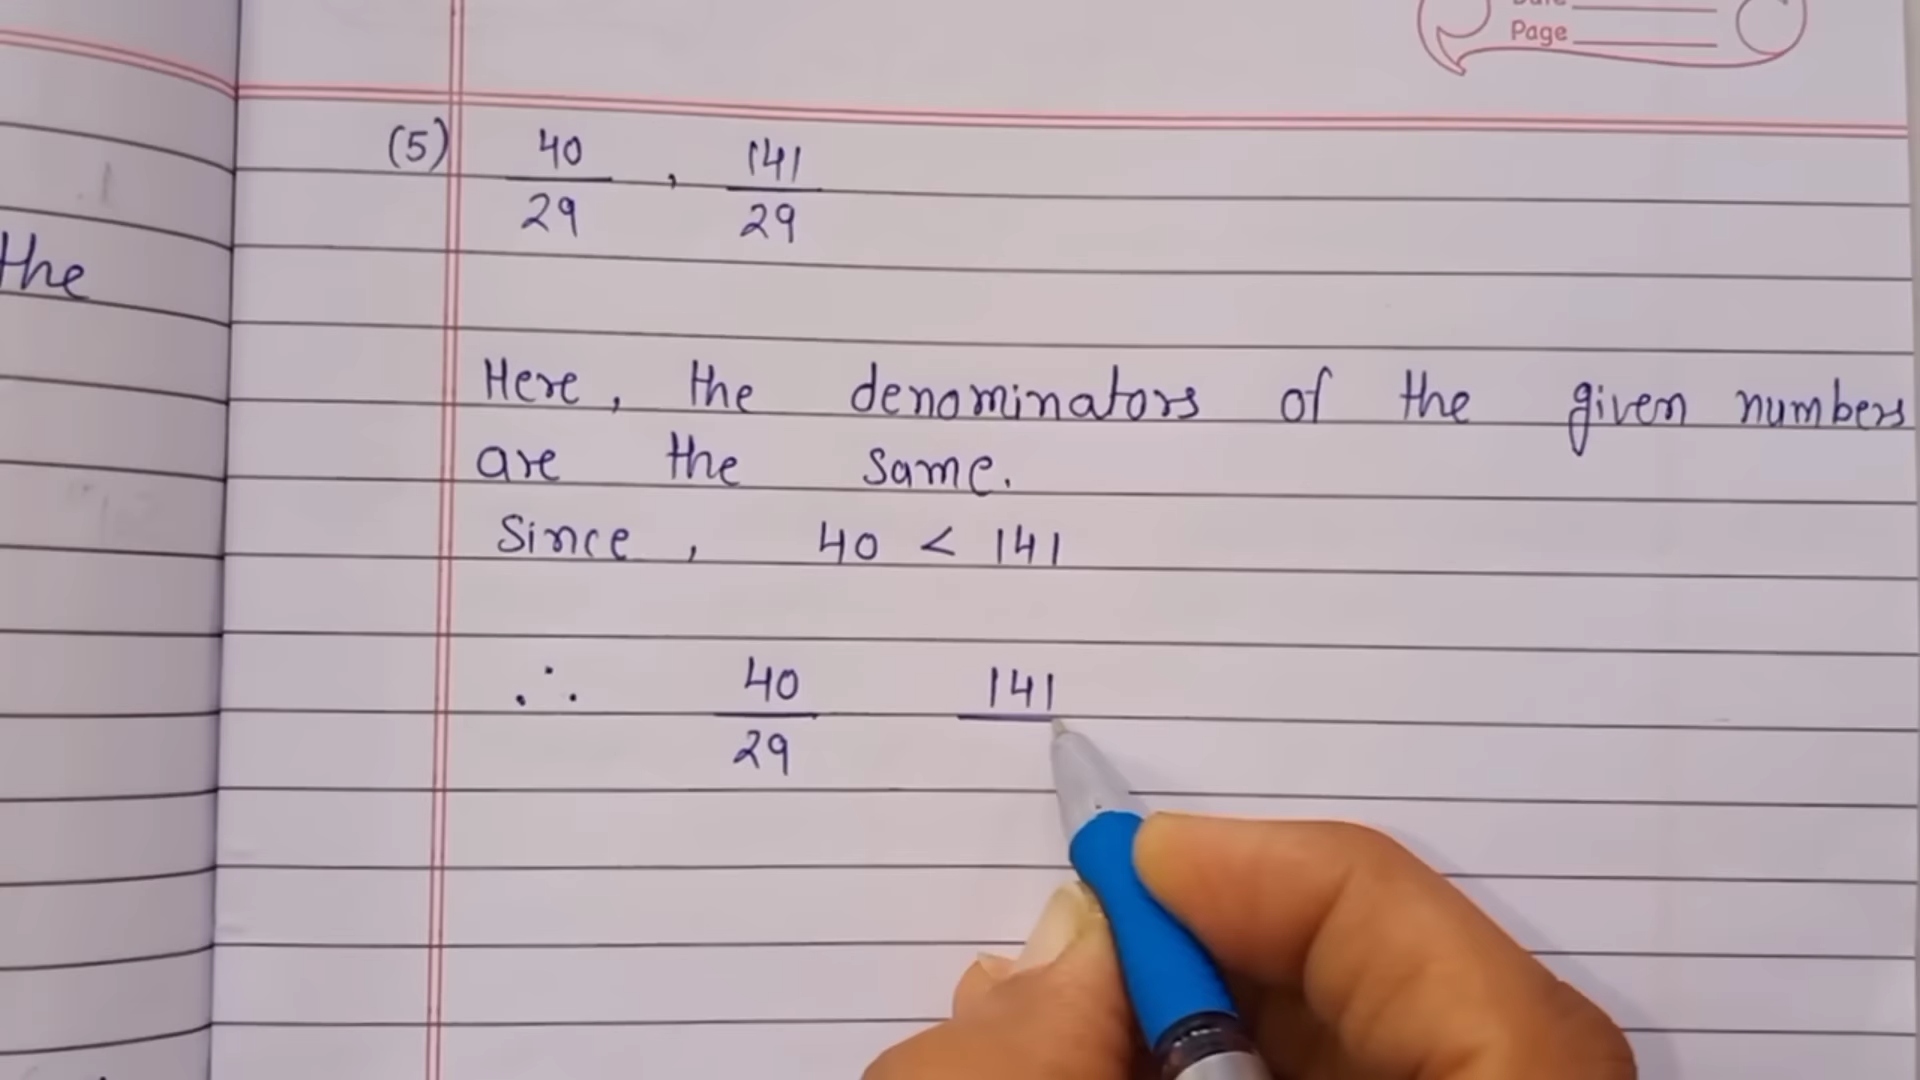 Page
the
(5) 40/29 , 141/29
Here, the denominators of the given numbers
are the same.
Since, 40 < 141
∴ 40/29 141